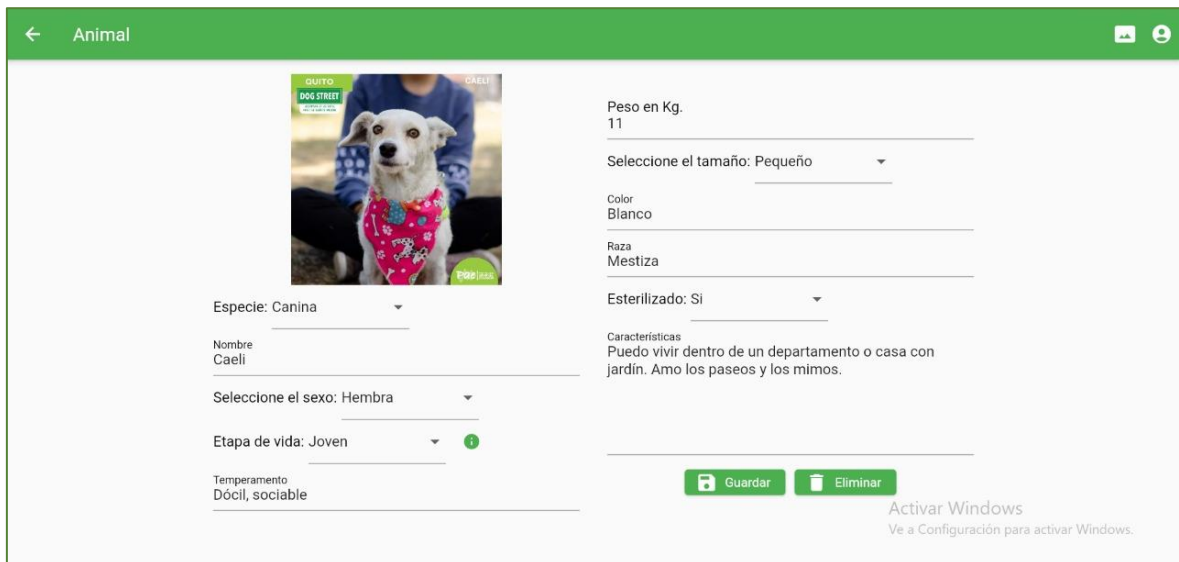 Animal
QUITO
CAELI
DOG STREET
Especie: Canina
Nombre
Caeli
Seleccione el sexo: Hembra
Etapa de vida: Joven
Temperamento
Dócil, sociable
Peso en Kg.
11
Seleccione el tamaño: Pequeño
Color
Blanco
Raza
Mestiza
Esterilizado: Si
Características
Puedo vivir dentro de un departamento o casa con
jardín. Amo los paseos y los mimos.
Guardar
Eliminar
Activar Windows
Ve a Configuración para activar Windows.